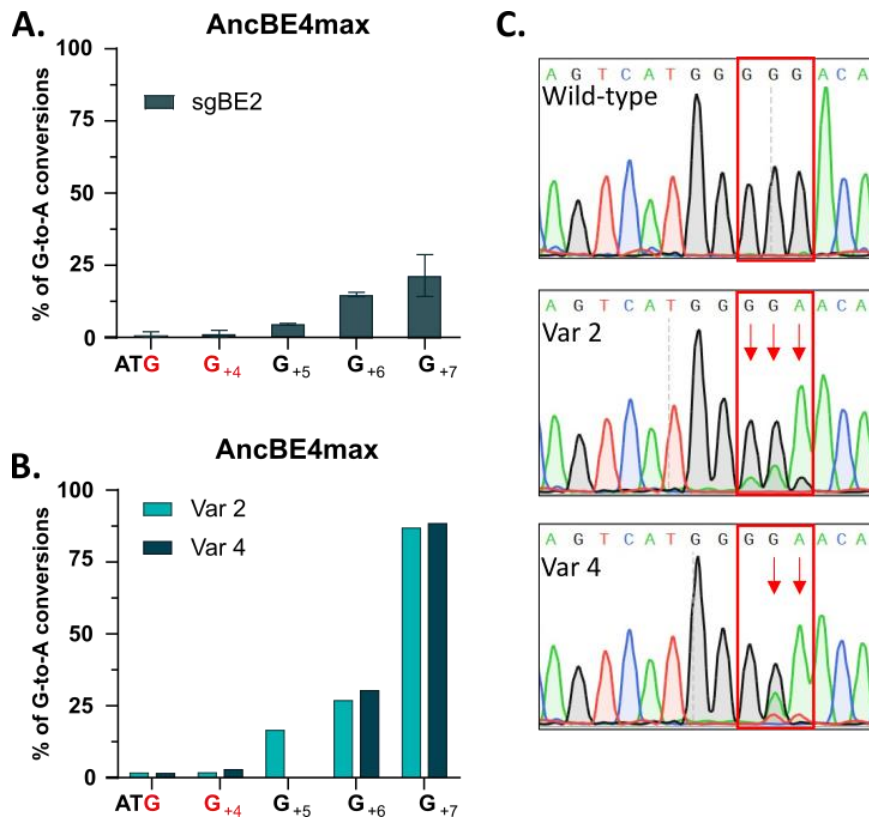 A.
AncBE4max
% of G-to-A conversions
100
75
50
25
0
sgBE2
ATG G+4 G+5 G+6 G+7
B.
AncBE4max
% of G-to-A conversions
100
75
50
25
0
Var 2
Var 4
ATG G+4 G+5 G+6 G+7
C.
A G T C A T G G G G G A C A
Wild-type
A G T C A T G G G G A A C A
Var 2
A G T C A T G G G G A A C A
Var 4